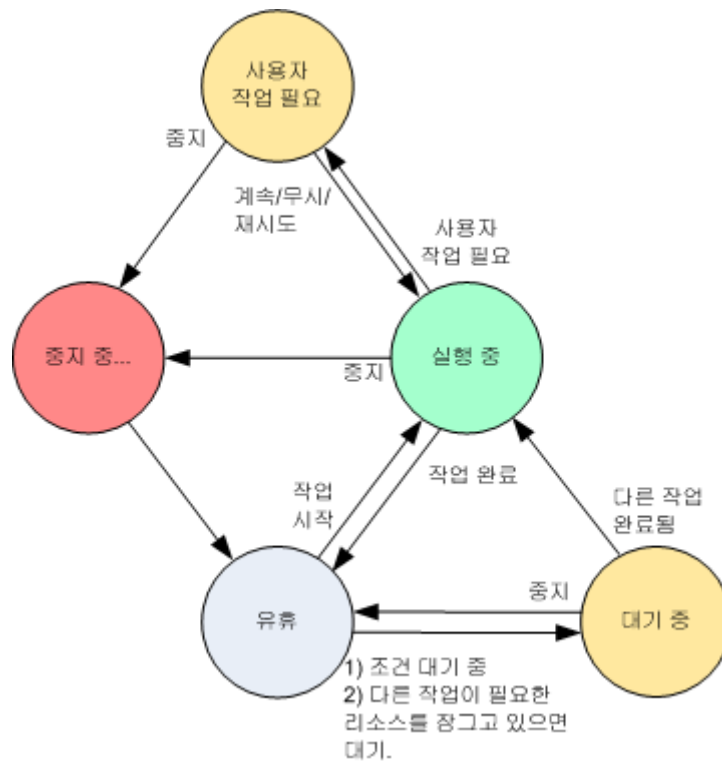 사용자
작업 필요
중지
계속/무시/
재시도
사용자
작업 필요
중지 중...
실행 중
중지
작업
시작
작업 완료
다른 작업
완료됨
유휴
중지
대기 중
1) 조건 대기 중
2) 다른 작업이 필요한
리소스를 잠그고 있으면
대기.